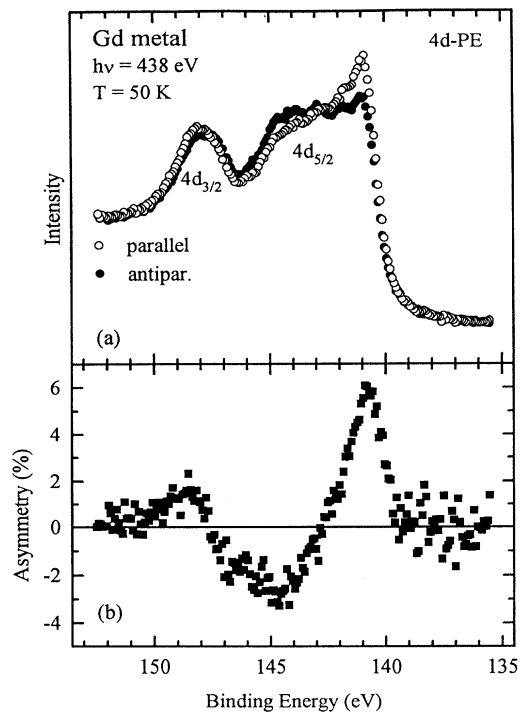 Gd metal
hν = 438 eV
T = 50 K
4d-PE
4d3/2
4d5/2
Intensity
○ parallel
● antipar.
(a)
6
4
2
0
-2
-4
Asymmetry (%)
(b)
150 145 140 135
Binding Energy (eV)